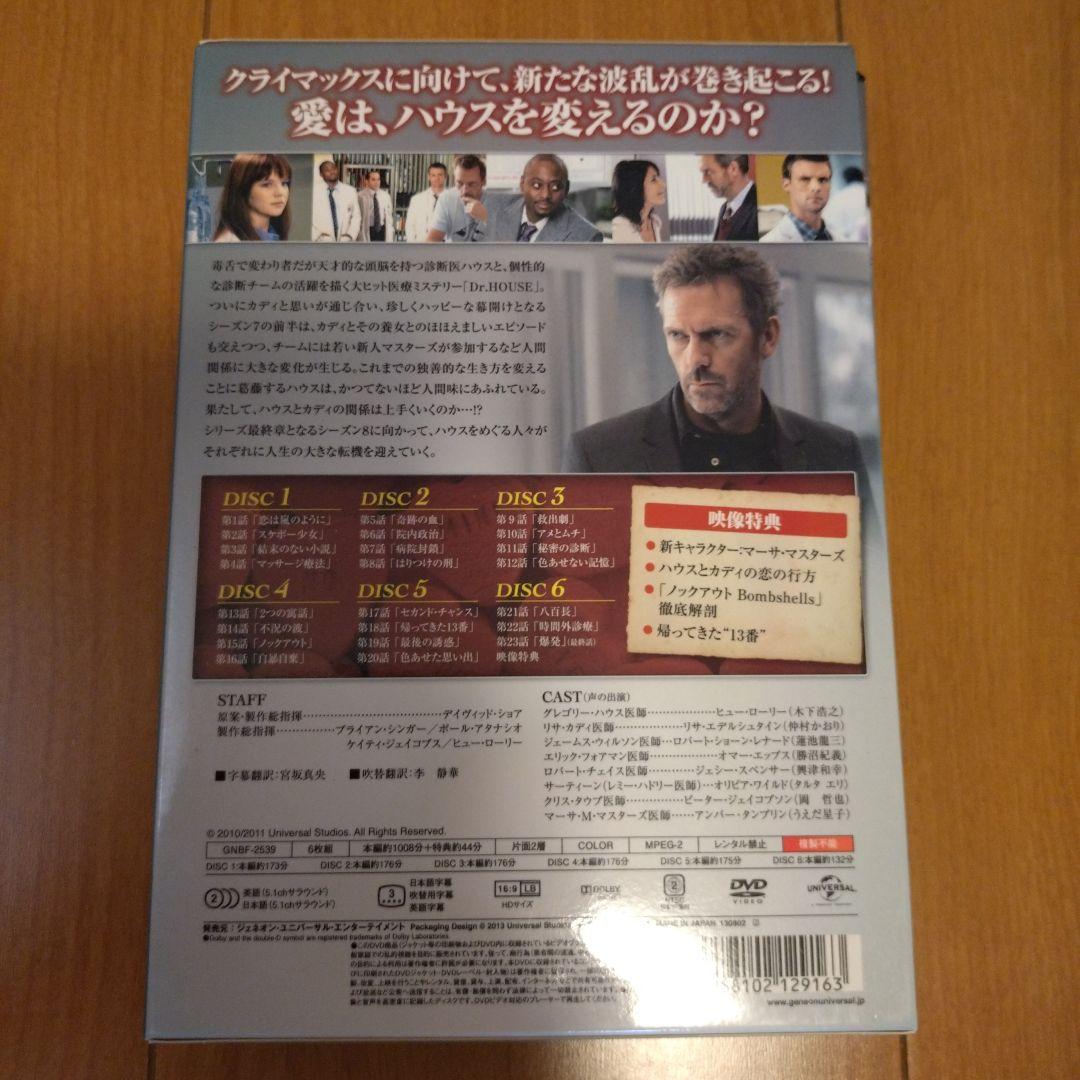 クライマックスに向けて、新たな波乱が巻き起こる!
愛は、ハウスを変えるのか?
毒舌で変わり者だが天才的な頭脳を持つ診断医ハウスと、個性的
な診断チームの活躍を描く大ヒット医療ミステリー「Dr.HOUSE」。
ついにカディと思いが通じ合い、珍しくハッピーな幕開けとなる
シーズン7の前半は、カディとその養女とのほほえましいエピソード
も交えつつ、チームには若い新人マスターズが参加するなど人間
関係に大きな変化が生じる。これまでの独善的な生き方を変える
ことに葛藤するハウスは、かつてないほど人間味にあふれている。
果たして、ハウスとカディの関係は上手くいくのか…!?
シリーズ最終章となるシーズン8に向かって、ハウスをめぐる人々が
それぞれに人生の大きな転機を迎えていく。
DISC 1
第1話「恋は嵐のように」
第2話「スケボー少女」
第3話「結末のない小説」
第4話「マッサージ療法」
DISC 2
第5話「奇跡の血」
第6話「院内政治」
第7話「病院封鎖」
第8話「はりつけの刑」
DISC 3
第9話「救出劇」
第10話「アメとムチ」
第11話「秘密の診断」
第12話「色あせない記憶」
DISC 4
第13話「2つの寓話」
第14話「不況の波」
第15話「ノックアウト」
第16話「自暴自棄」
DISC 5
第17話「セカンド・チャンス」
第18話「帰ってきた13番」
第19話「最後の誘惑」
第20話「色あせた思い出」
DISC 6
第21話「八百長」
第22話「時間外診療」
第23話「爆発」(最終話)
映像特典
映像特典
● 新キャラクター:マーサ・マスターズ
● ハウスとカディの恋の行方
● 「ノックアウト Bombshells」
徹底解剖
● 帰ってきた“13番”
STAFF
原案・製作総指揮……………………………デイヴィッド・ショア
製作総指揮……………ブライアン・シンガー/ポール・アタナシオ
ケイティ・ジェイコブス/ヒュー・ローリー
■字幕翻訳:宮坂真央 ■吹替翻訳:李 静華
CAST(声の出演)
グレゴリー・ハウス医師………………ヒュー・ローリー(木下浩之)
リサ・カディ医師………………リサ・エデルシュタイン(仲村かおり)
ジェームス・ウィルソン医師…ロバート・ショーン・レナード(蓮池龍三)
エリック・フォアマン医師………………オマー・エップス(勝沼紀義)
ロバート・チェイス医師…………ジェシー・スペンサー(興津和幸)
サーティーン(レミー・ハドリー医師)…オリビア・ワイルド(タルタ エリ)
クリス・タウブ医師………………ピーター・ジェイコブソン(岡 哲也)
マーサ・M・マスターズ医師……アンバー・タンブリン(うえだ星子)
© 2010/2011 Universal Studios. All Rights Reserved.
GNBF-2539 6枚組 本編約1008分+特典約44分 片面2層 COLOR MPEG-2 レンタル禁止 複製不能
DISC 1:本編約173分 DISC 2:本編約176分 DISC 3:本編約176分 DISC 4:本編約176分 DISC 5:本編約175分 DISC 6:本編約132分
2 英語(5.1chサラウンド)
日本語(5.1chサラウンド)
3 日本語字幕
吹替用字幕
英語字幕
16:9 LB
HDサイズ
DOLBY
2
DVD
VIDEO
UNIVERSAL
発売元:ジェネオン・ユニバーサル・エンターテイメント Packaging Design © 2013 Universal
MADE IN JAPAN 130802
●Dolby and the double-D symbol are registered trademarks of Dolby Laboratories.
8102 129163
www.geneonuniversal.jp